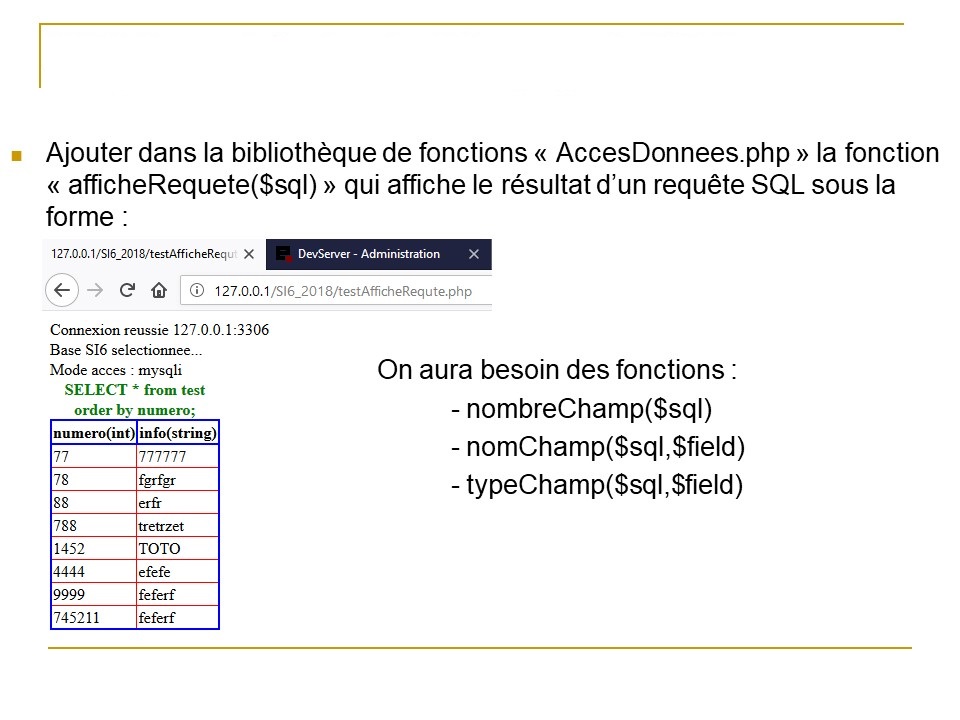 Ajouter dans la bibliothèque de fonctions « AccesDonnees.php » la fonction
« afficheRequete($sql) » qui affiche le résultat d’un requête SQL sous la
forme :
127.0.0.1/SI6_2018/testAfficheRequt
DevServer - Administration
127.0.0.1/SI6_2018/testAfficheRequte.php
Connexion reussie 127.0.0.1:3306
Base SI6 selectionnee...
Mode acces : mysqli
SELECT * from test
order by numero;
numero(int) info(string)
77 777777
78 fgrfgr
88 erfr
788 tretrzet
1452 TOTO
4444 efefe
9999 feferf
745211 feferf
On aura besoin des fonctions :
- nombreChamp($sql)
- nomChamp($sql,$field)
- typeChamp($sql,$field)